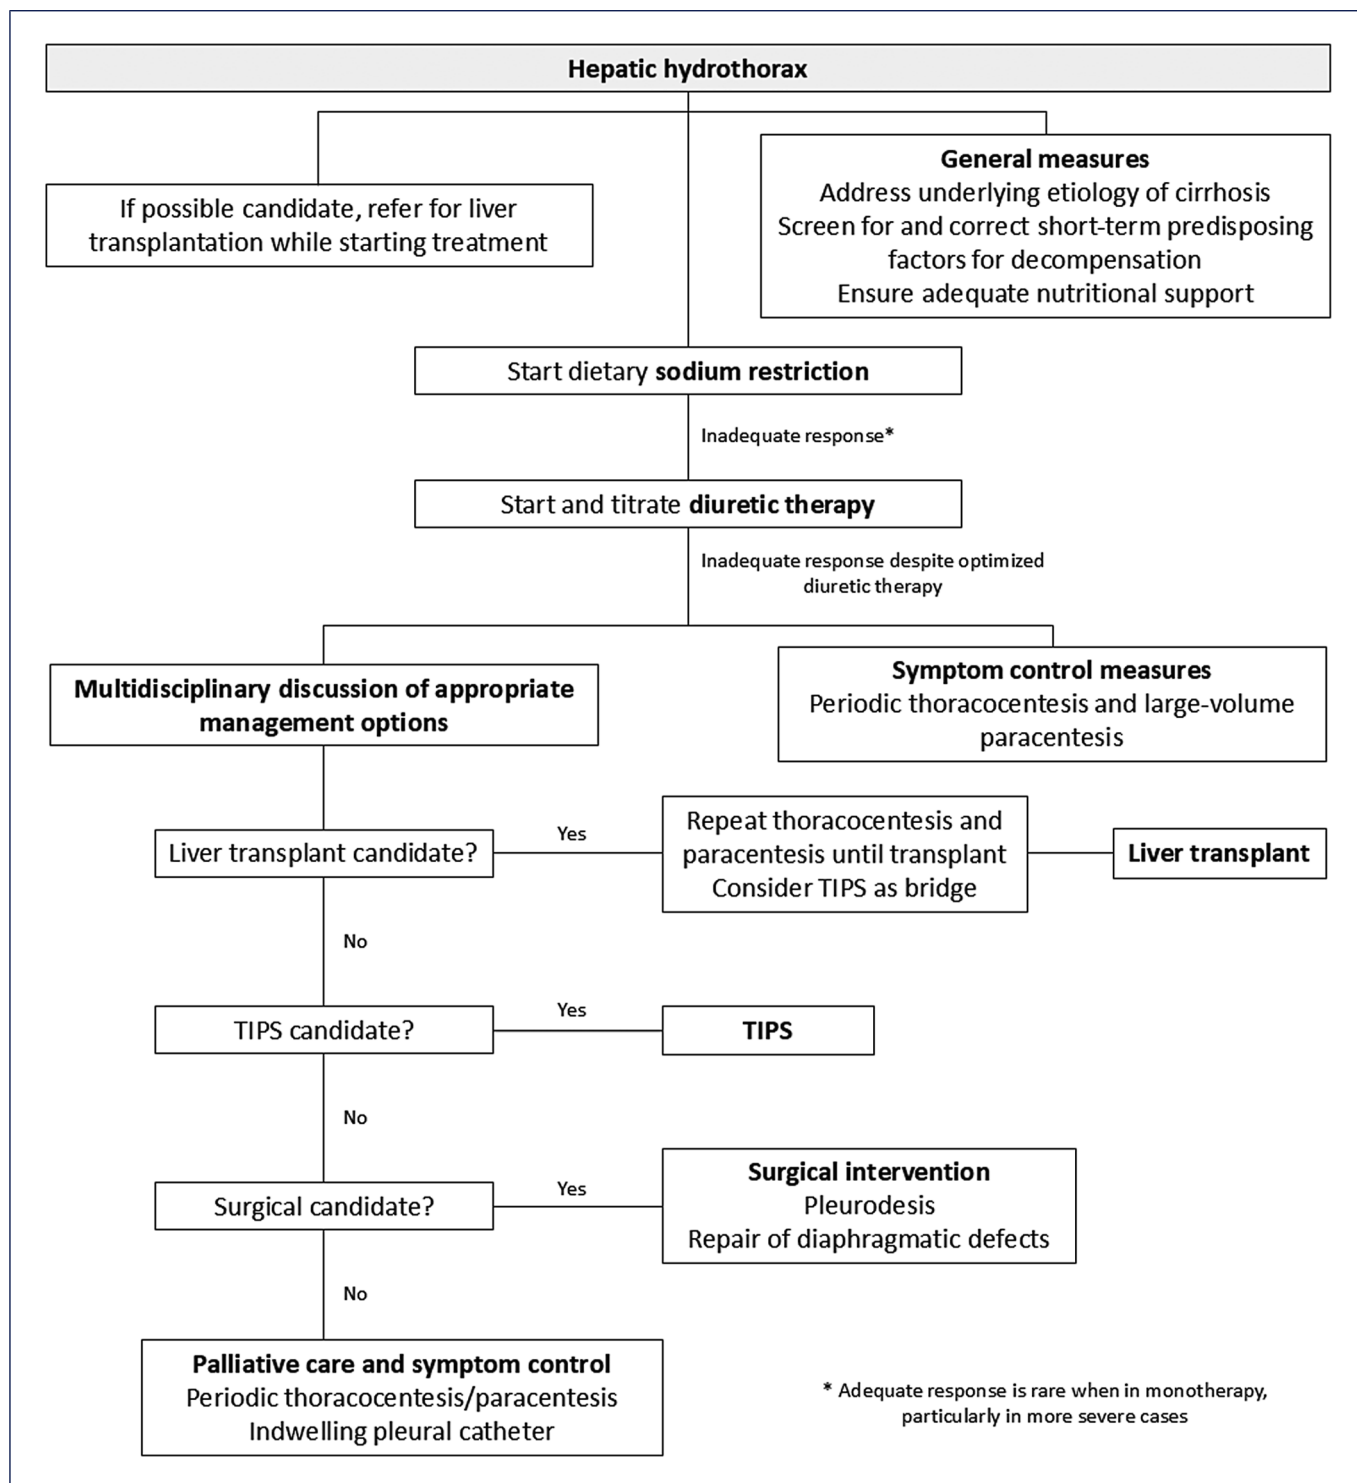 Hepatic hydrothorax
If possible candidate, refer for liver
transplantation while starting treatment
General measures
Address underlying etiology of cirrhosis
Screen for and correct short-term predisposing
factors for decompensation
Ensure adequate nutritional support
Start dietary sodium restriction
Inadequate response*
Start and titrate diuretic therapy
Inadequate response despite optimized
diuretic therapy
Multidisciplinary discussion of appropriate
management options
Symptom control measures
Periodic thoracocentesis and large-volume
paracentesis
Liver transplant candidate?
Yes
Repeat thoracocentesis and
paracentesis until transplant
Consider TIPS as bridge
Liver transplant
No
TIPS candidate?
Yes
TIPS
No
Surgical candidate?
Yes
Surgical intervention
Pleurodesis
Repair of diaphragmatic defects
No
Palliative care and symptom control
Periodic thoracocentesis/paracentesis
Indwelling pleural catheter
* Adequate response is rare when in monotherapy,
particularly in more severe cases